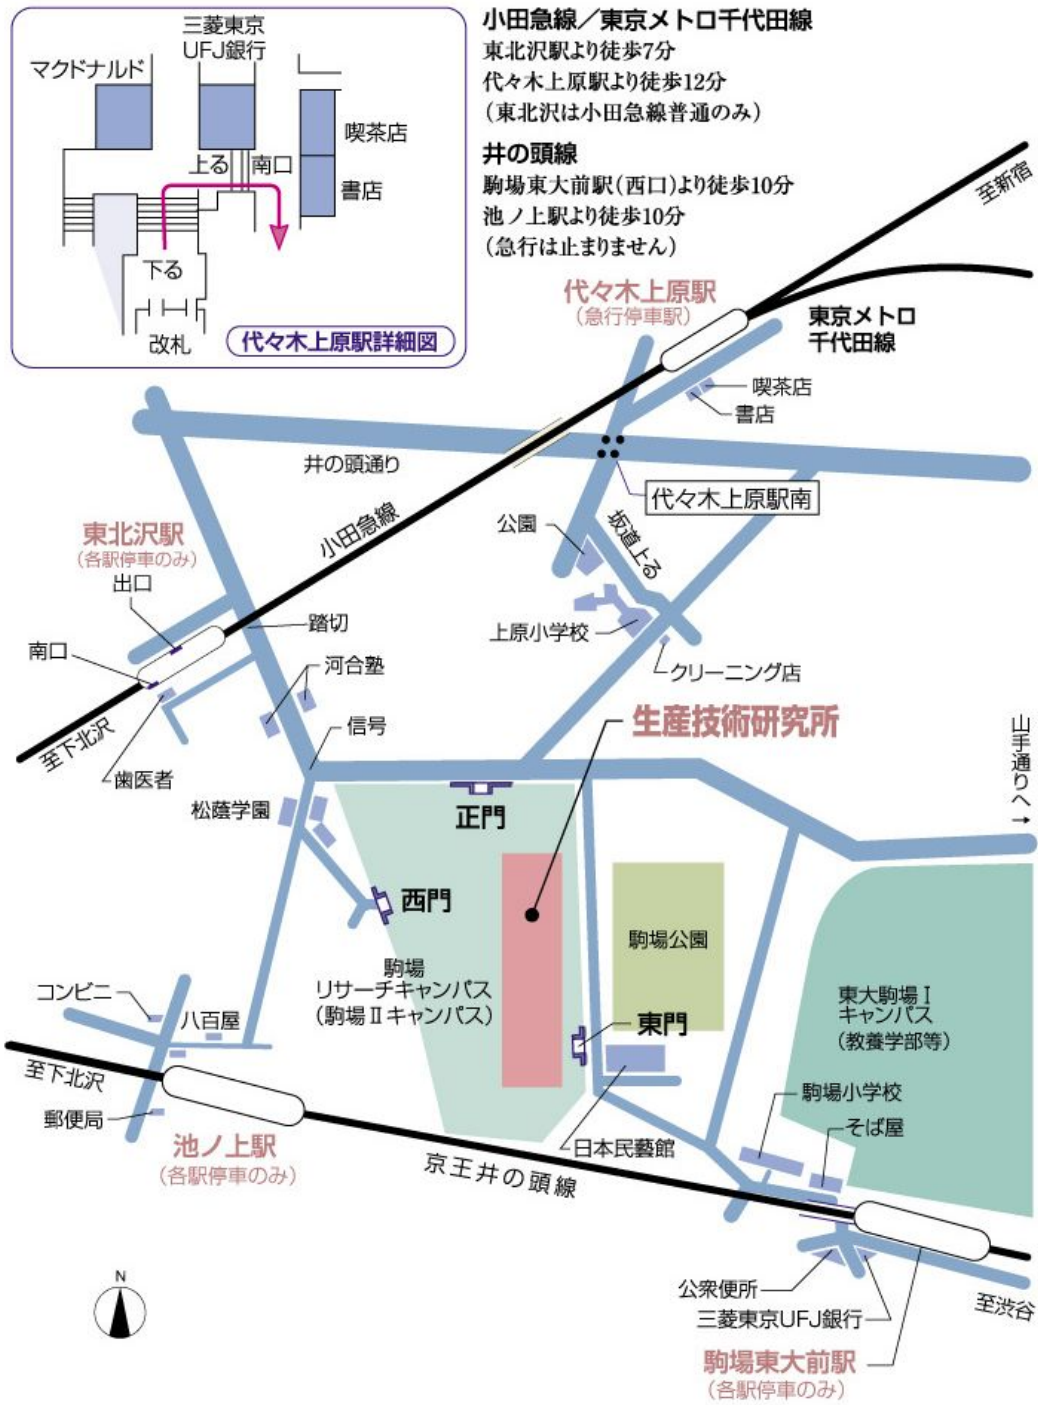 三菱東京
UFJ銀行
マクドナルド
喫茶店
上る
南口
書店
下る
改札
代々木上原駅詳細図
小田急線／東京メトロ千代田線
東北沢駅より徒歩7分
代々木上原駅より徒歩12分
（東北沢は小田急線普通のみ）
井の頭線
駒場東大前駅（西口）より徒歩10分
池ノ上駅より徒歩10分
（急行は止まりません）
至新宿
代々木上原駅
（急行停車駅）
東京メトロ
千代田線
喫茶店
書店
井の頭通り
代々木上原駅南
小田急線
公園
坂道上る
東北沢駅
（各駅停車のみ）
出口
踏切
上原小学校
南口
河合塾
クリーニング店
至下北沢
信号
生産技術研究所
山手通りへ→
歯医者
松蔭学園
正門
西門
駒場公園
駒場
リサーチキャンパス
（駒場Ⅱキャンパス）
東大駒場Ⅰ
キャンパス
（教養学部等）
コンビニ
八百屋
東門
至下北沢
駒場小学校
郵便局
そば屋
池ノ上駅
（各駅停車のみ）
日本民藝館
京王井の頭線
N
公衆便所
三菱東京UFJ銀行
至渋谷
駒場東大前駅
（各駅停車のみ）